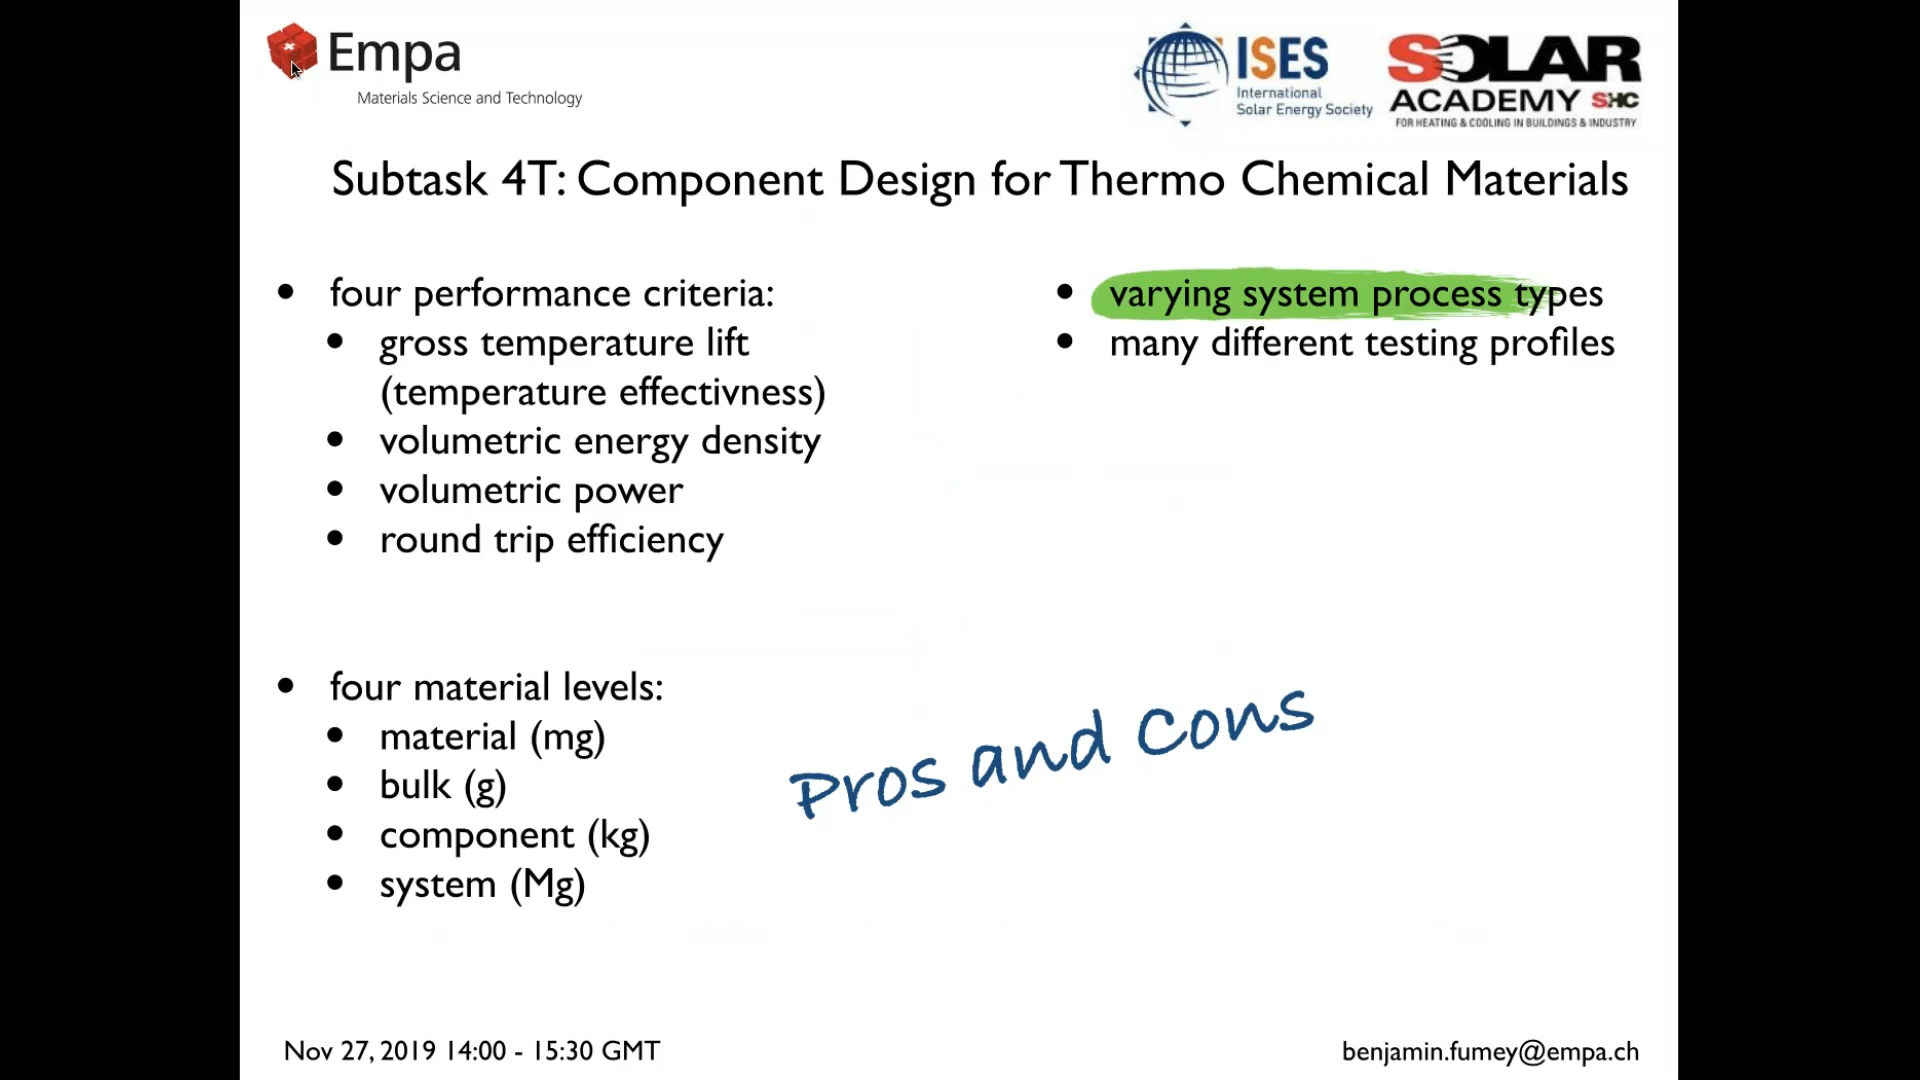 Empa
Materials Science and Technology
ISES
International
Solar Energy Society
SOLAR
ACADEMY SHC
FOR HEATING & COOLING IN BUILDINGS & INDUSTRY
Subtask 4T: Component Design for Thermo Chemical Materials
• four performance criteria:
• gross temperature lift
(temperature effectivness)
• volumetric energy density
• volumetric power
• round trip efficiency
• varying system process types
• many different testing profiles
• four material levels:
• material (mg)
• bulk (g)
• component (kg)
• system (Mg)
Pros and Cons
Nov 27, 2019 14:00 - 15:30 GMT
benjamin.fumey@empa.ch